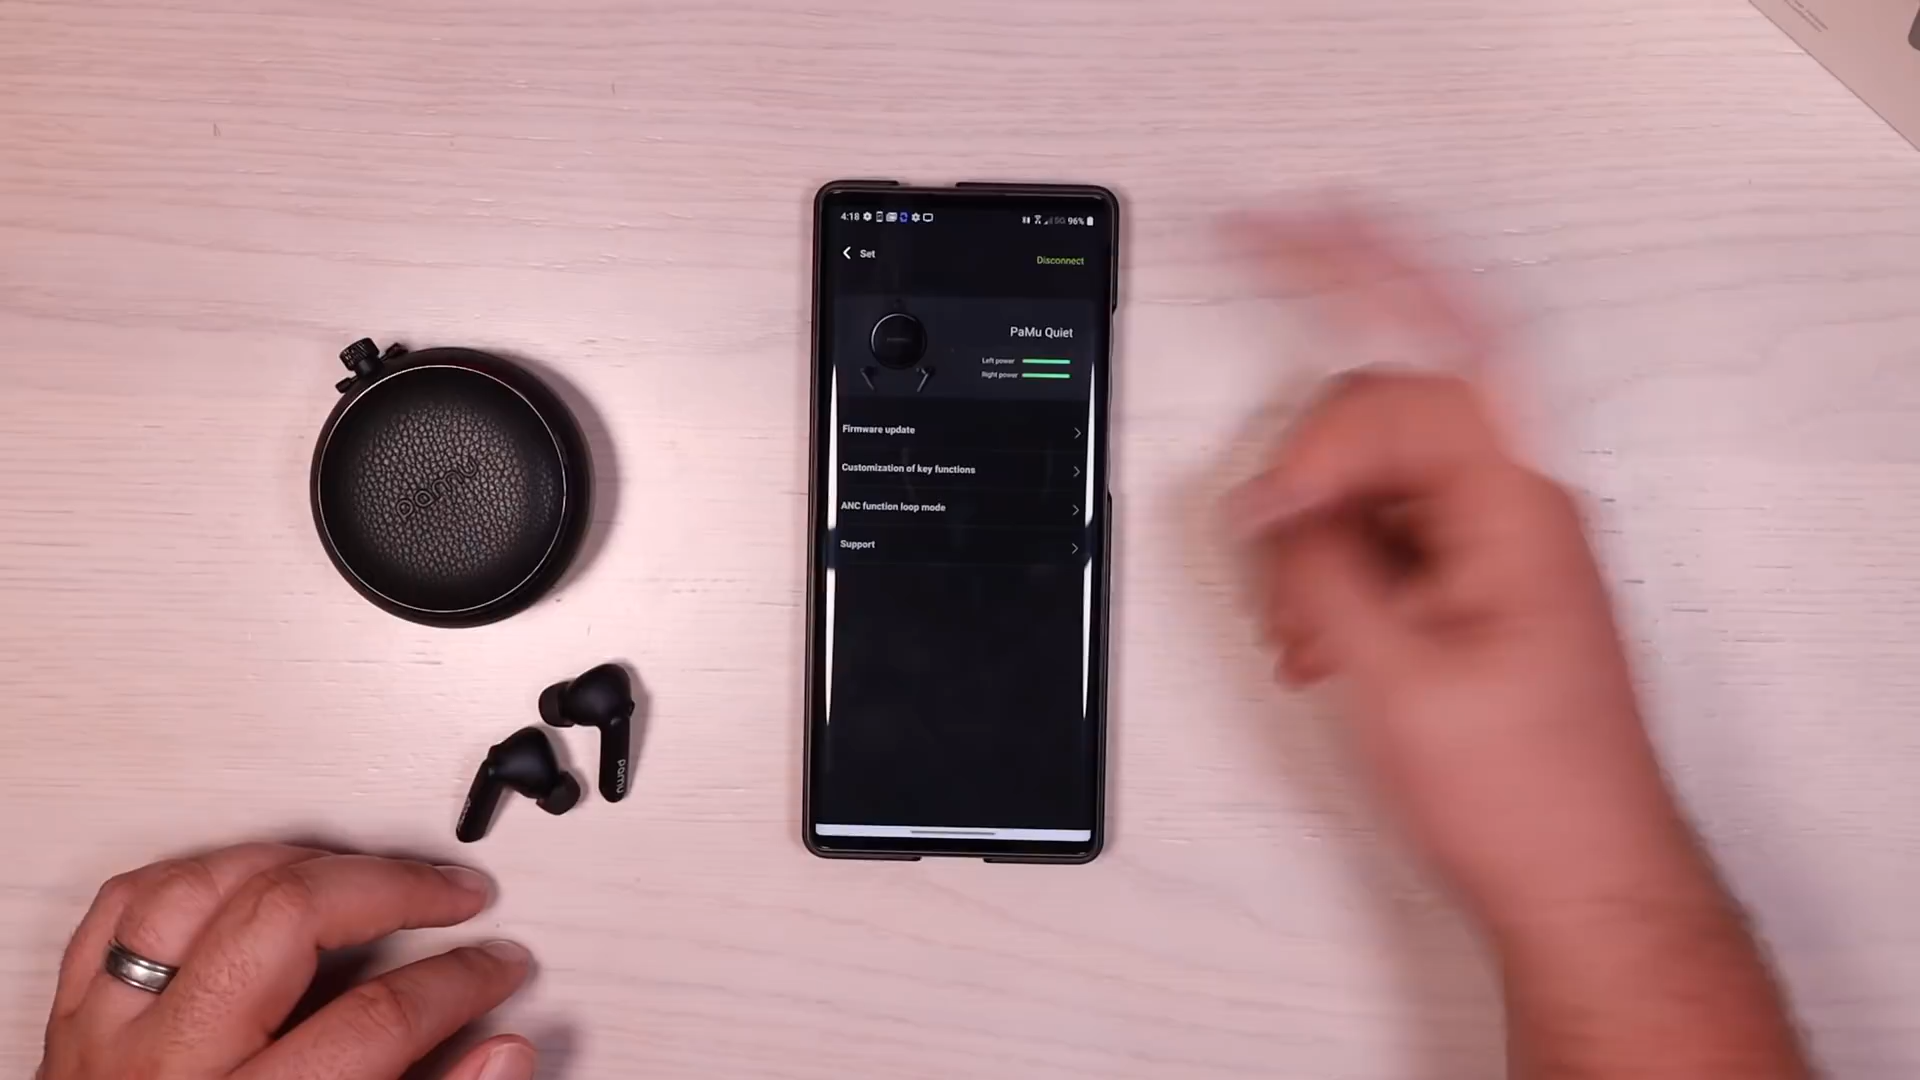 4:18
5G 96%
Set
Disconnect
PaMu Quiet
Left power
Right power
Firmware update
Customization of key functions
ANC function loop mode
Support
pamu
pamu